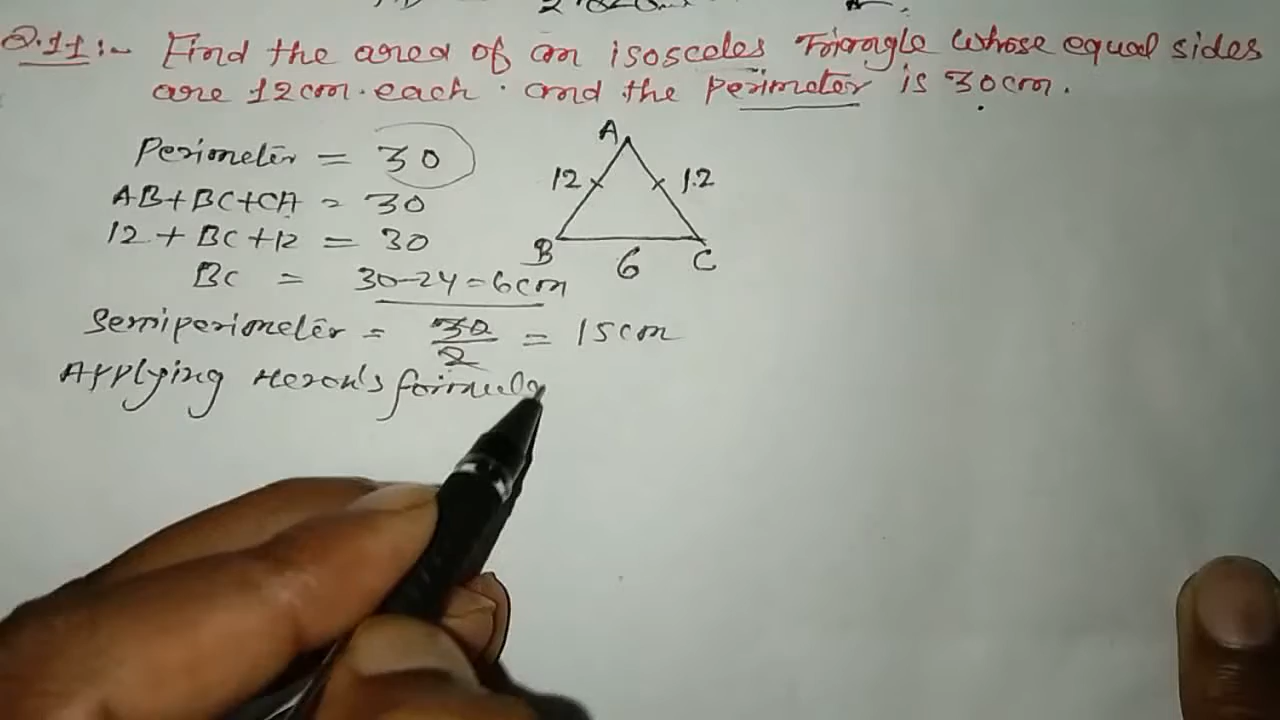 Q.11:- Find the area of an isosceles Triangle whose equal sides
are 12cm. each. and the perimeter is 30cm.
Perimeter = 30
AB+BC+CA = 30
12+BC+12 = 30
BC = 30-24=6cm
Semiperimeter = 30/2 = 15cm
Applying Heron's formula
A
12
12
B
6
C